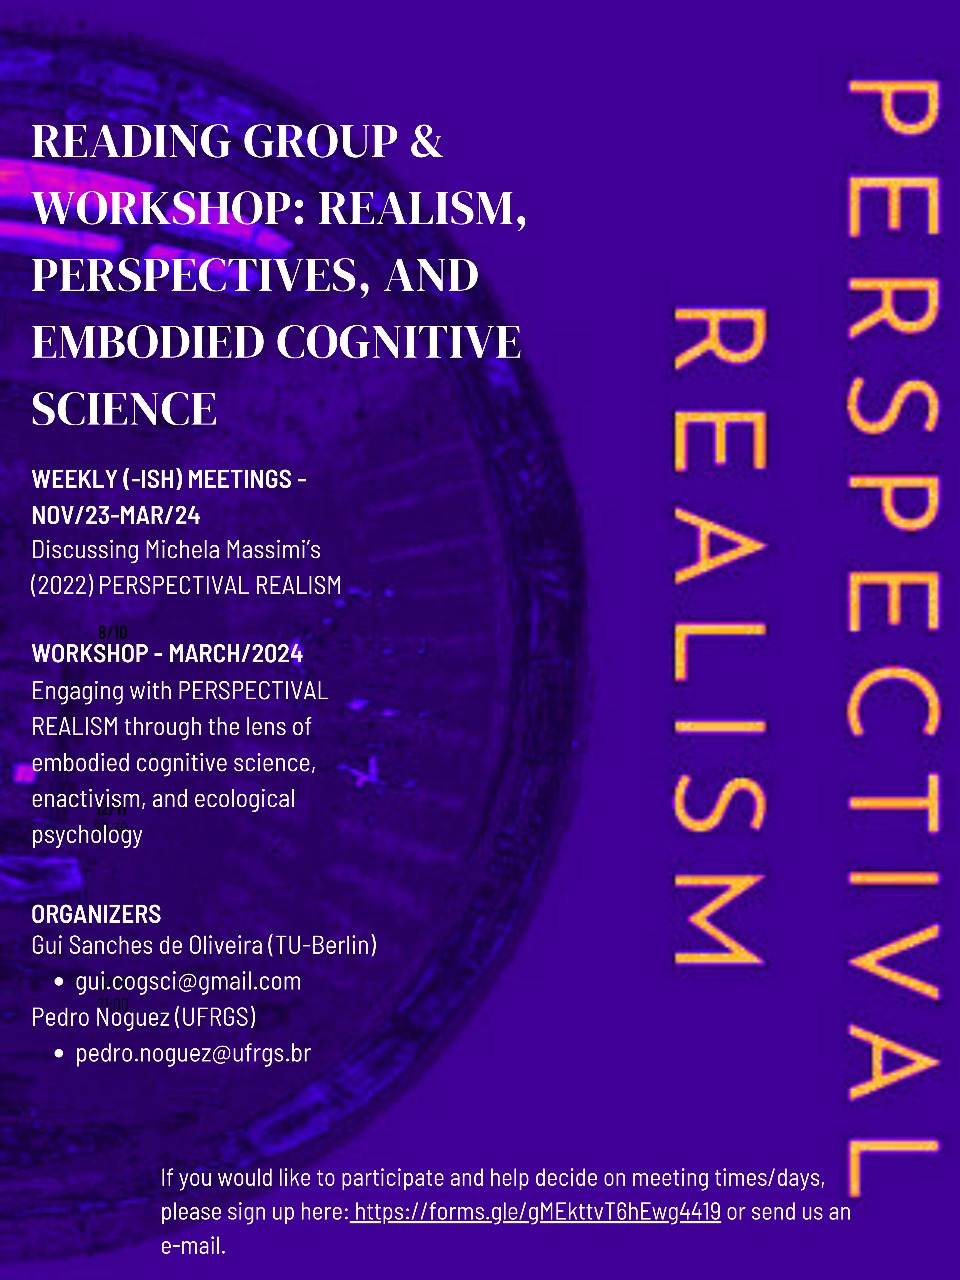 READING GROUP &
WORKSHOP: REALISM,
PERSPECTIVES, AND
EMBODIED COGNITIVE
SCIENCE
WEEKLY (-ISH) MEETINGS -
NOV/23-MAR/24
Discussing Michela Massimi’s
(2022) PERSPECTIVAL REALISM
8/10
WORKSHOP - MARCH/2024
Engaging with PERSPECTIVAL
REALISM through the lens of
embodied cognitive science,
enactivism, and ecological
psychology
ORGANIZERS
Gui Sanches de Oliveira (TU-Berlin)
• gui.cogsci@gmail.com
21:00
Pedro Noguez (UFRGS)
• pedro.noguez@ufrgs.br
If you would like to participate and help decide on meeting times/days,
please sign up here: https://forms.gle/gMEkttvT6hEwg4419 or send us an
e-mail.
PERSPECTIVAL
REALISM